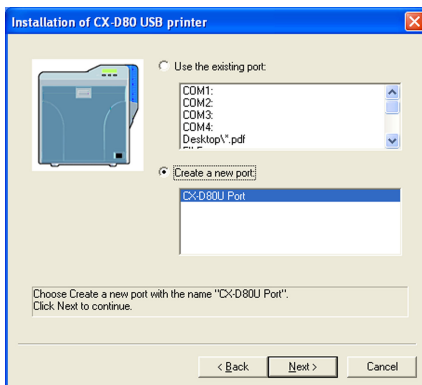 Installation of CX-D80 USB printer
Use the existing port:
COM1:
COM2:
COM3:
COM4:
Desktop\*.pdf
Create a new port:
CX-D80U Port
Choose Create a new port with the name "CX-D80U Port".
Click Next to continue.
< Back
Next >
Cancel